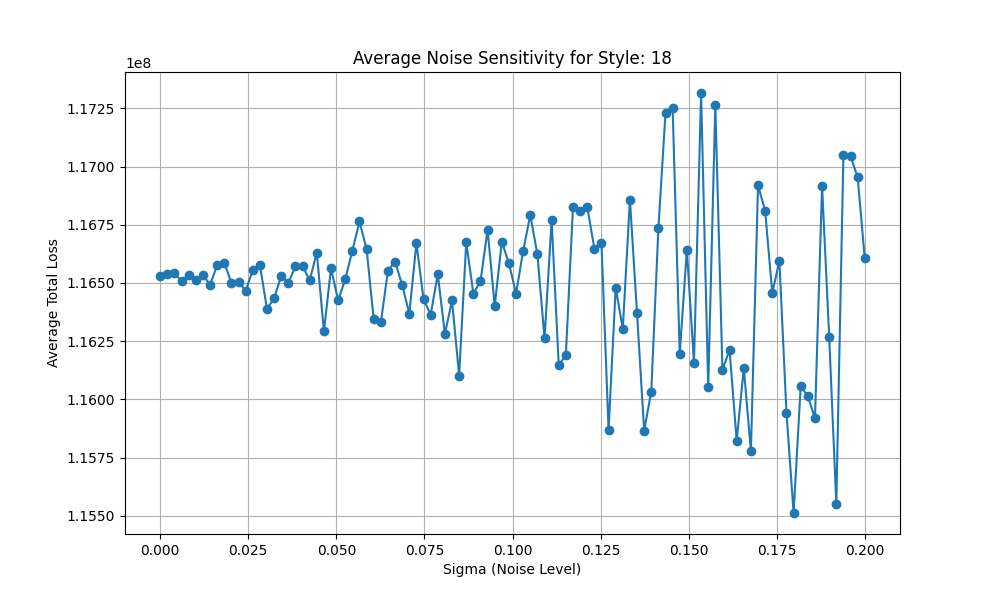 Average Noise Sensitivity for Style: 18
1e8
1.1725
1.1700
1.1675
1.1650
1.1625
1.1600
1.1575
1.1550
Average Total Loss
0.000 0.025 0.050 0.075 0.100 0.125 0.150 0.175 0.200
Sigma (Noise Level)